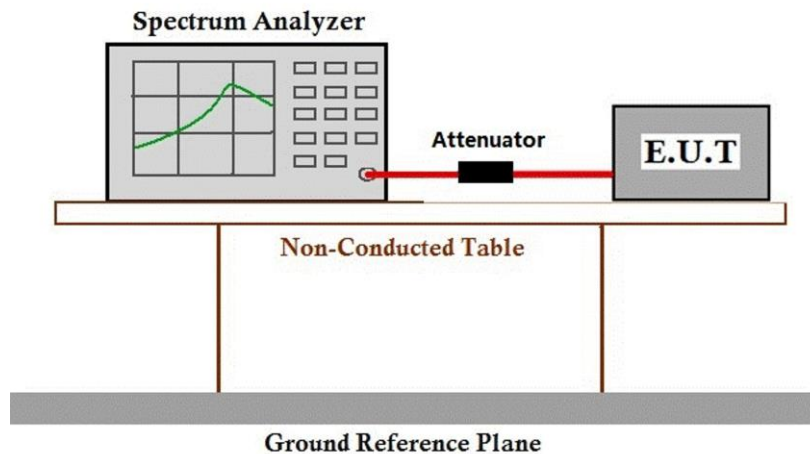 Spectrum Analyzer
Attenuator
E.U.T
Non-Conducted Table
Ground Reference Plane